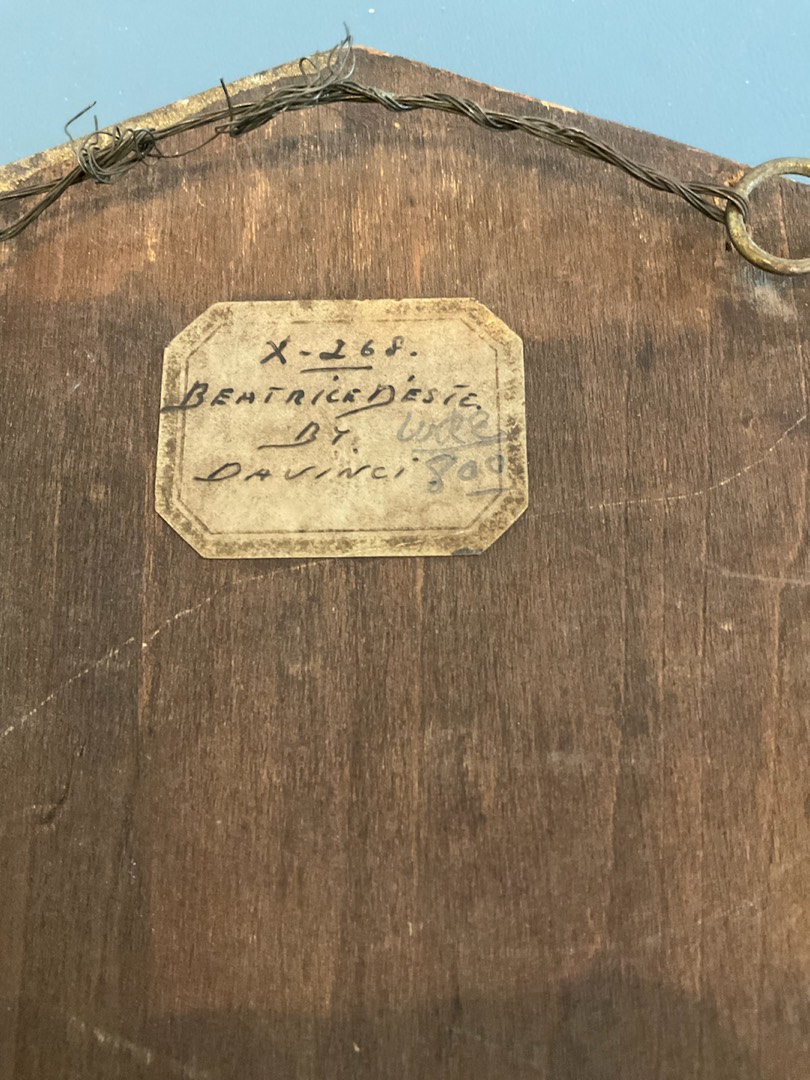 X-268.
BEATRICE D'ESTE.
BY.
DAVINCI 800